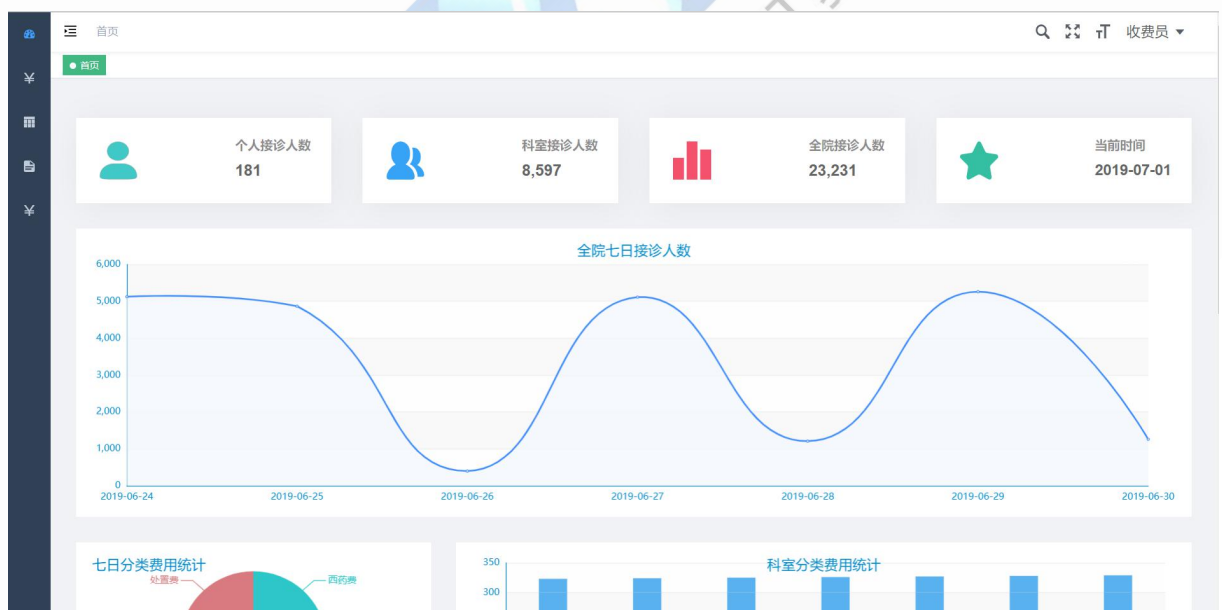 首页
收费员
首页
个人接诊人数
181
科室接诊人数
8,597
全院接诊人数
23,231
当前时间
2019-07-01
全院七日接诊人数
6,000
5,000
4,000
3,000
2,000
1,000
0
2019-06-24 2019-06-25 2019-06-26 2019-06-27 2019-06-28 2019-06-29 2019-06-30
七日分类费用统计
处置费 西药费
科室分类费用统计
350
300